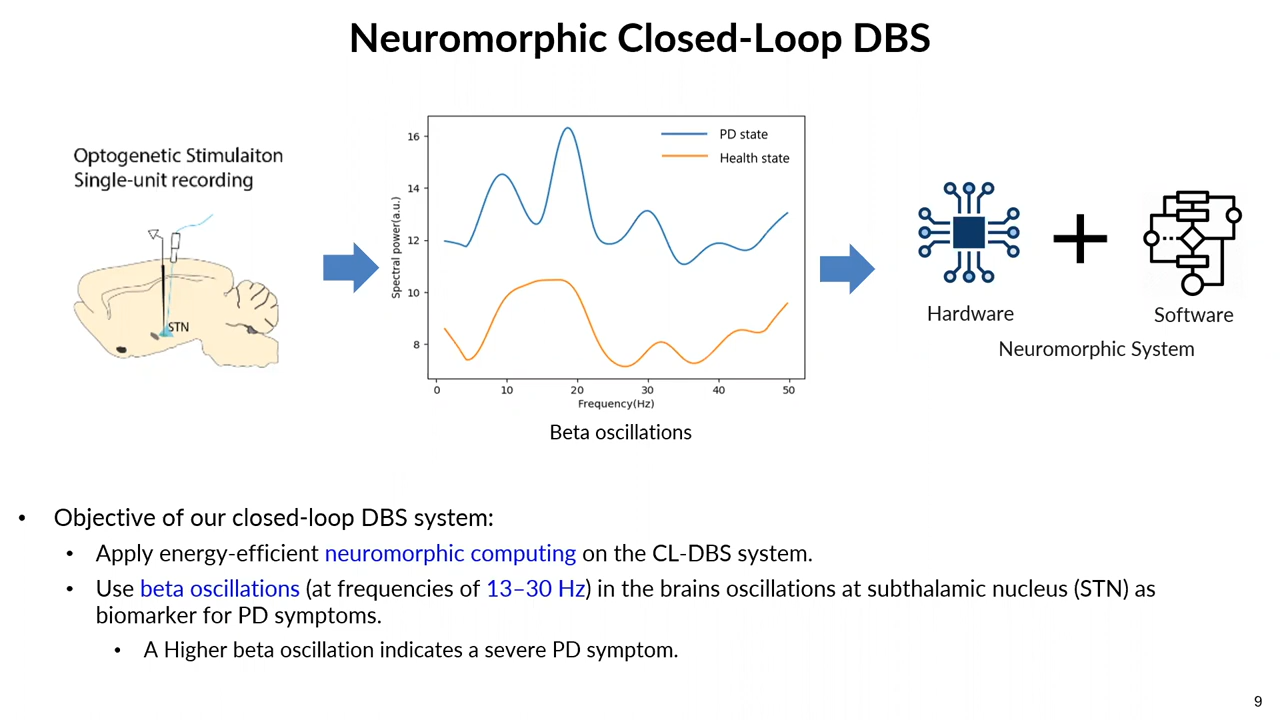 Neuromorphic Closed-Loop DBS
Optogenetic Stimulaiton
Single-unit recording
STN
16
14
12
10
8
Spectral power(a.u.)
PD state
Health state
0 10 20 30 40 50
Frequency(Hz)
Beta oscillations
Hardware
Software
Neuromorphic System
• Objective of our closed-loop DBS system:
• Apply energy-efficient neuromorphic computing on the CL-DBS system.
• Use beta oscillations (at frequencies of 13–30 Hz) in the brains oscillations at subthalamic nucleus (STN) as
biomarker for PD symptoms.
• A Higher beta oscillation indicates a severe PD symptom.
9